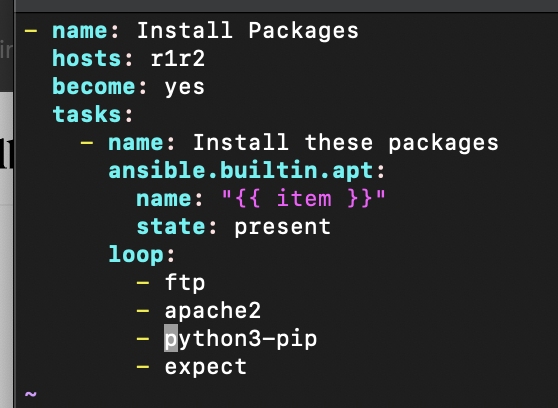 - name: Install Packages
  hosts: r1r2
  become: yes
  tasks:
    - name: Install these packages
      ansible.builtin.apt:
        name: "{{ item }}"
        state: present
      loop:
        - ftp
        - apache2
        - python3-pip
        - expect
~